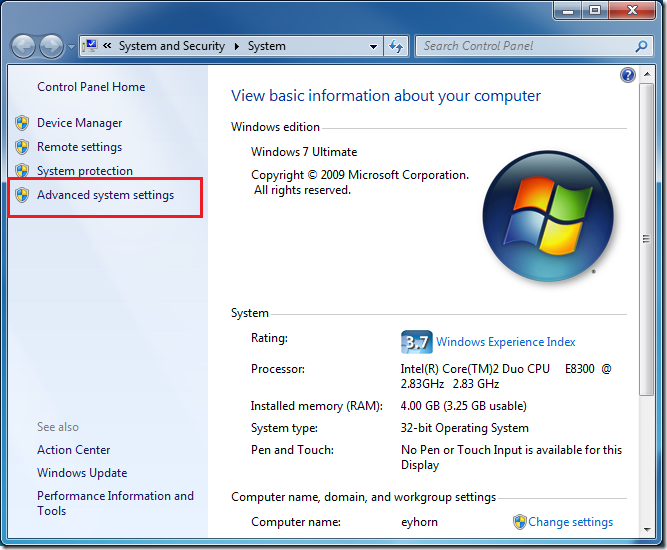 « System and Security ▸ System
Search Control Panel
Control Panel Home
Device Manager
Remote settings
System protection
Advanced system settings
See also
Action Center
Windows Update
Performance Information and
Tools
View basic information about your computer
Windows edition
Windows 7 Ultimate
Copyright © 2009 Microsoft Corporation.
All rights reserved.
System
Rating: 3.7 Windows Experience Index
Processor: Intel(R) Core(TM)2 Duo CPU E8300 @
2.83GHz 2.83 GHz
Installed memory (RAM): 4.00 GB (3.25 GB usable)
System type: 32-bit Operating System
Pen and Touch: No Pen or Touch Input is available for this
Display
Computer name, domain, and workgroup settings
Computer name: eyhorn Change settings